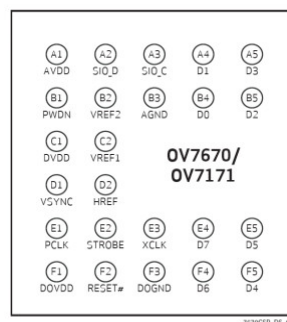 A1 A2 A3 A4 A5
AVDD SIO_D SIO_C D1 D3
B1 B2 B3 B4 B5
PWDN VREF2 AGND D0 D2
C1 C2
DVDD VREF1
OV7670/
OV7171
D1 D2
VSYNC HREF
E1 E2 E3 E4 E5
PCLK STROBE XCLK D7 D5
F1 F2 F3 F4 F5
DOVDD RESET# DOGND D6 D4